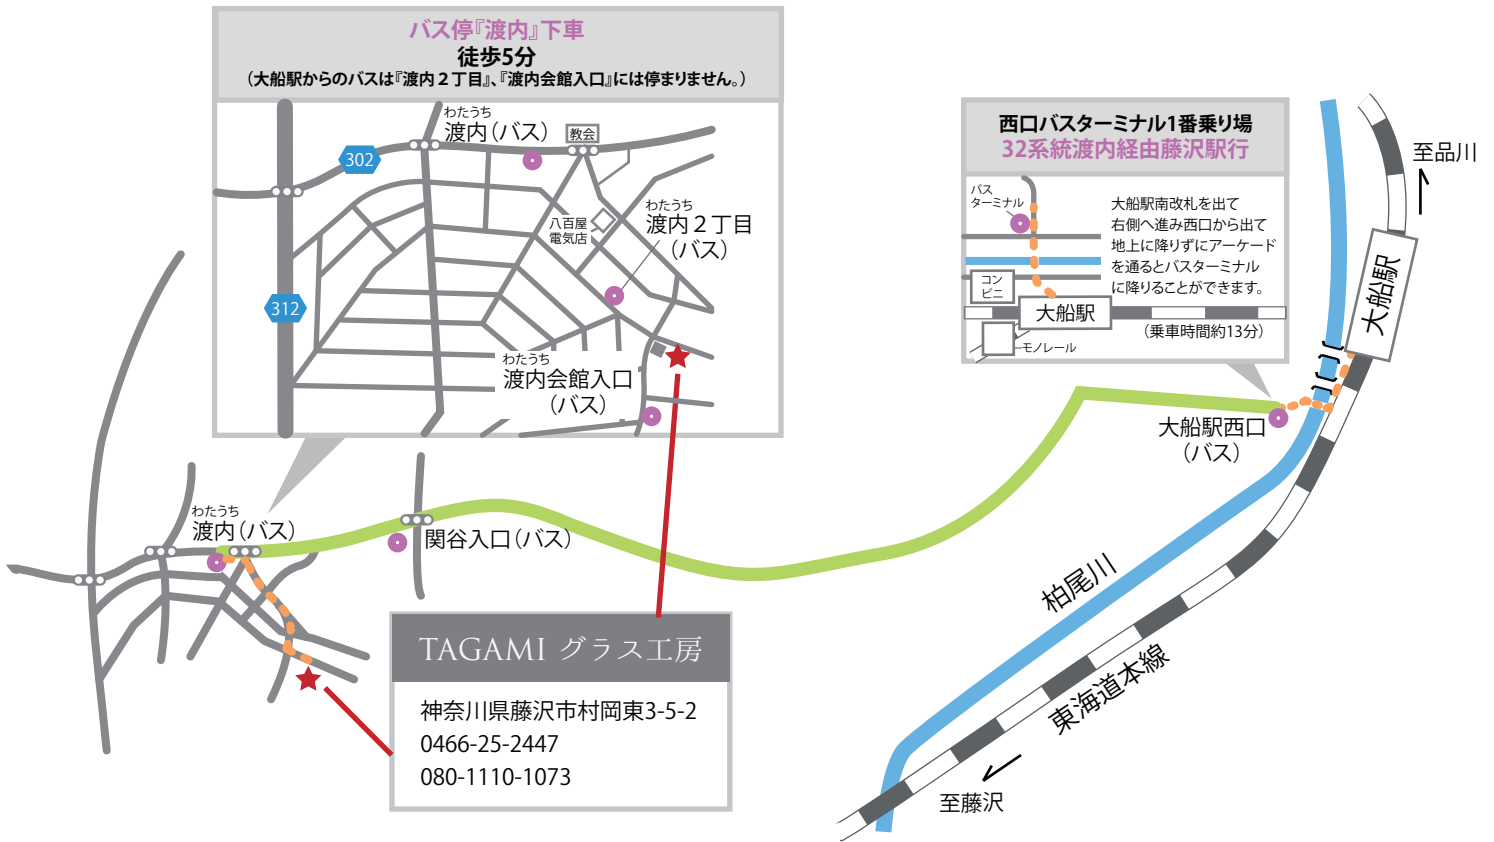 バス停『渡内』下車
徒歩5分
（大船駅からのバスは『渡内２丁目』、『渡内会館入口』には停まりません。）
わたうち
渡内（バス）
教会
302
312
八百屋
電気店
わたうち
渡内２丁目
（バス）
わたうち
渡内会館入口
（バス）
西口バスターミナル1番乗り場
32系統渡内経由藤沢駅行
バス
ターミナル
コン
ビニ
大船駅
モノレール
大船駅南改札を出て
右側へ進み西口から出て
地上に降りずにアーケード
を通るとバスターミナル
に降りることができます。
（乗車時間約13分）
至品川
大船駅
大船駅西口
（バス）
わたうち
渡内（バス）
関谷入口（バス）
柏尾川
東海道本線
至藤沢
TAGAMI グラス工房
神奈川県藤沢市村岡東3-5-2
0466-25-2447
080-1110-1073